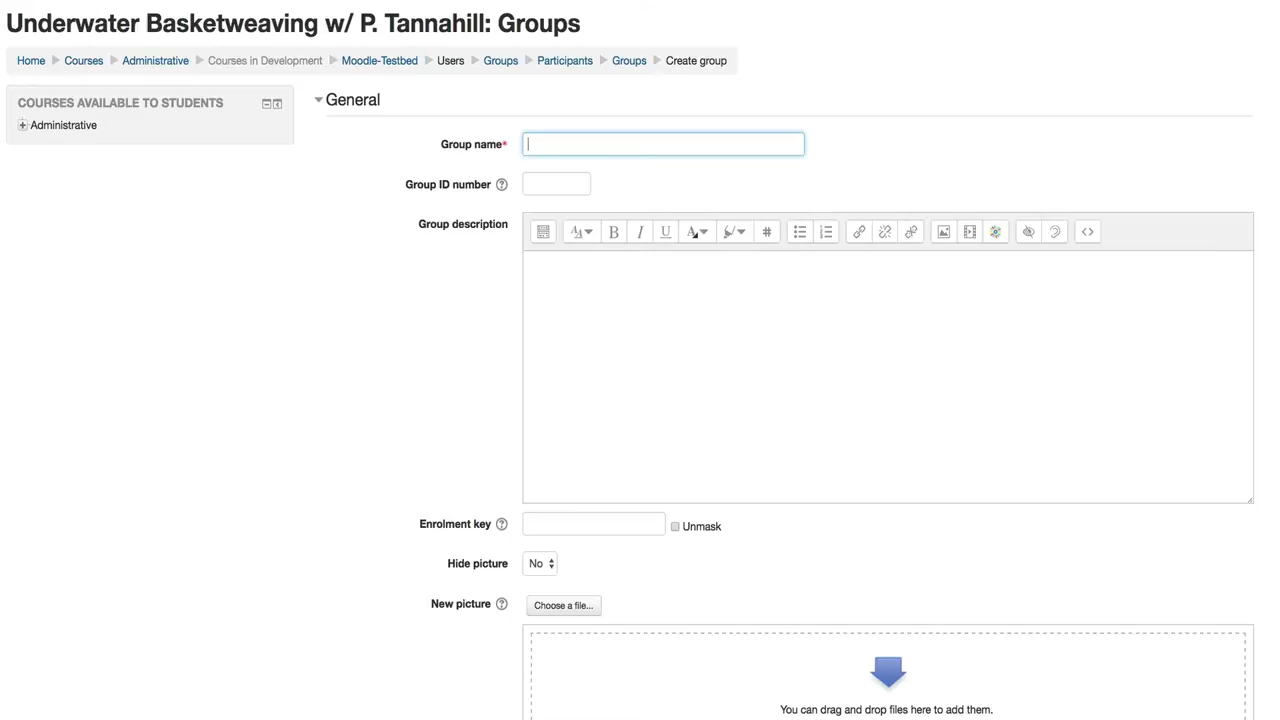 Underwater Basketweaving w/ P. Tannahill: Groups
Home Courses Administrative Courses in Development Moodle-Testbed Users Groups Participants Groups Create group
COURSES AVAILABLE TO STUDENTS
Administrative
General
Group name*
Group ID number
Group description
Enrolment key Unmask
Hide picture No
New picture Choose a file...
You can drag and drop files here to add them.